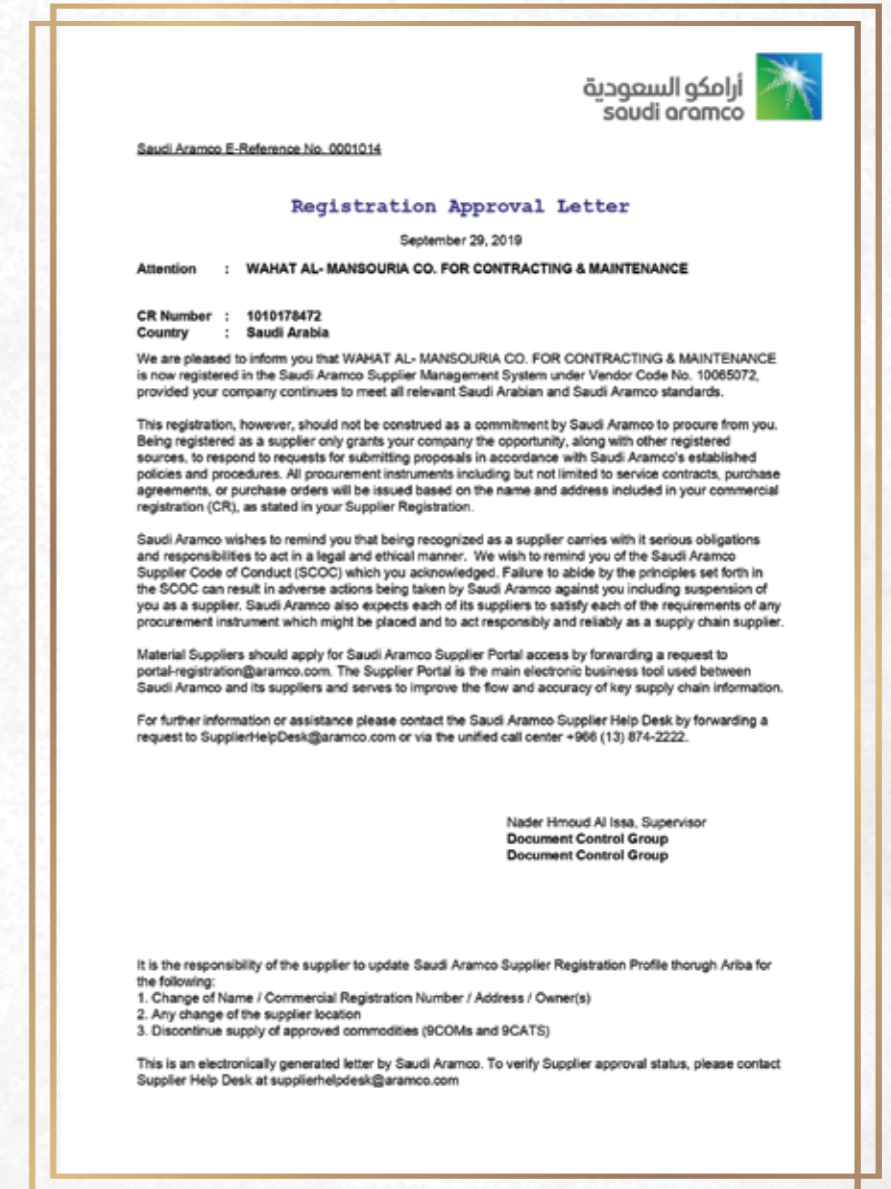 أرامكو السعودية
saudi aramco
Saudi Aramco E-Reference No. 0001014
Registration Approval Letter
September 29, 2019
Attention : WAHAT AL- MANSOURIA CO. FOR CONTRACTING & MAINTENANCE
CR Number : 1010178472
Country : Saudi Arabia
We are pleased to inform you that WAHAT AL- MANSOURIA CO. FOR CONTRACTING & MAINTENANCE
is now registered in the Saudi Aramco Supplier Management System under Vendor Code No. 10065072,
provided your company continues to meet all relevant Saudi Arabian and Saudi Aramco standards.
This registration, however, should not be construed as a commitment by Saudi Aramco to procure from you.
Being registered as a supplier only grants your company the opportunity, along with other registered
sources, to respond to requests for submitting proposals in accordance with Saudi Aramco's established
policies and procedures. All procurement instruments including but not limited to service contracts, purchase
agreements, or purchase orders will be issued based on the name and address included in your commercial
registration (CR), as stated in your Supplier Registration.
Saudi Aramco wishes to remind you that being recognized as a supplier carries with it serious obligations
and responsibilities to act in a legal and ethical manner. We wish to remind you of the Saudi Aramco
Supplier Code of Conduct (SCOC) which you acknowledged. Failure to abide by the principles set forth in
the SCOC can result in adverse actions being taken by Saudi Aramco against you including suspension of
you as a supplier. Saudi Aramco also expects each of its suppliers to satisfy each of the requirements of any
procurement instrument which might be placed and to act responsibly and reliably as a supply chain supplier.
Material Suppliers should apply for Saudi Aramco Supplier Portal access by forwarding a request to
portal-registration@aramco.com. The Supplier Portal is the main electronic business tool used between
Saudi Aramco and its suppliers and serves to improve the flow and accuracy of key supply chain information.
For further information or assistance please contact the Saudi Aramco Supplier Help Desk by forwarding a
request to SupplierHelpDesk@aramco.com or via the unified call center +966 (13) 874-2222.
Nader Hmoud Al Issa, Supervisor
Document Control Group
Document Control Group
It is the responsibility of the supplier to update Saudi Aramco Supplier Registration Profile thorugh Ariba for
the following:
1. Change of Name / Commercial Registration Number / Address / Owner(s)
2. Any change of the supplier location
3. Discontinue supply of approved commodities (9COMs and 9CATS)
This is an electronically generated letter by Saudi Aramco. To verify Supplier approval status, please contact
Supplier Help Desk at supplierhelpdesk@aramco.com